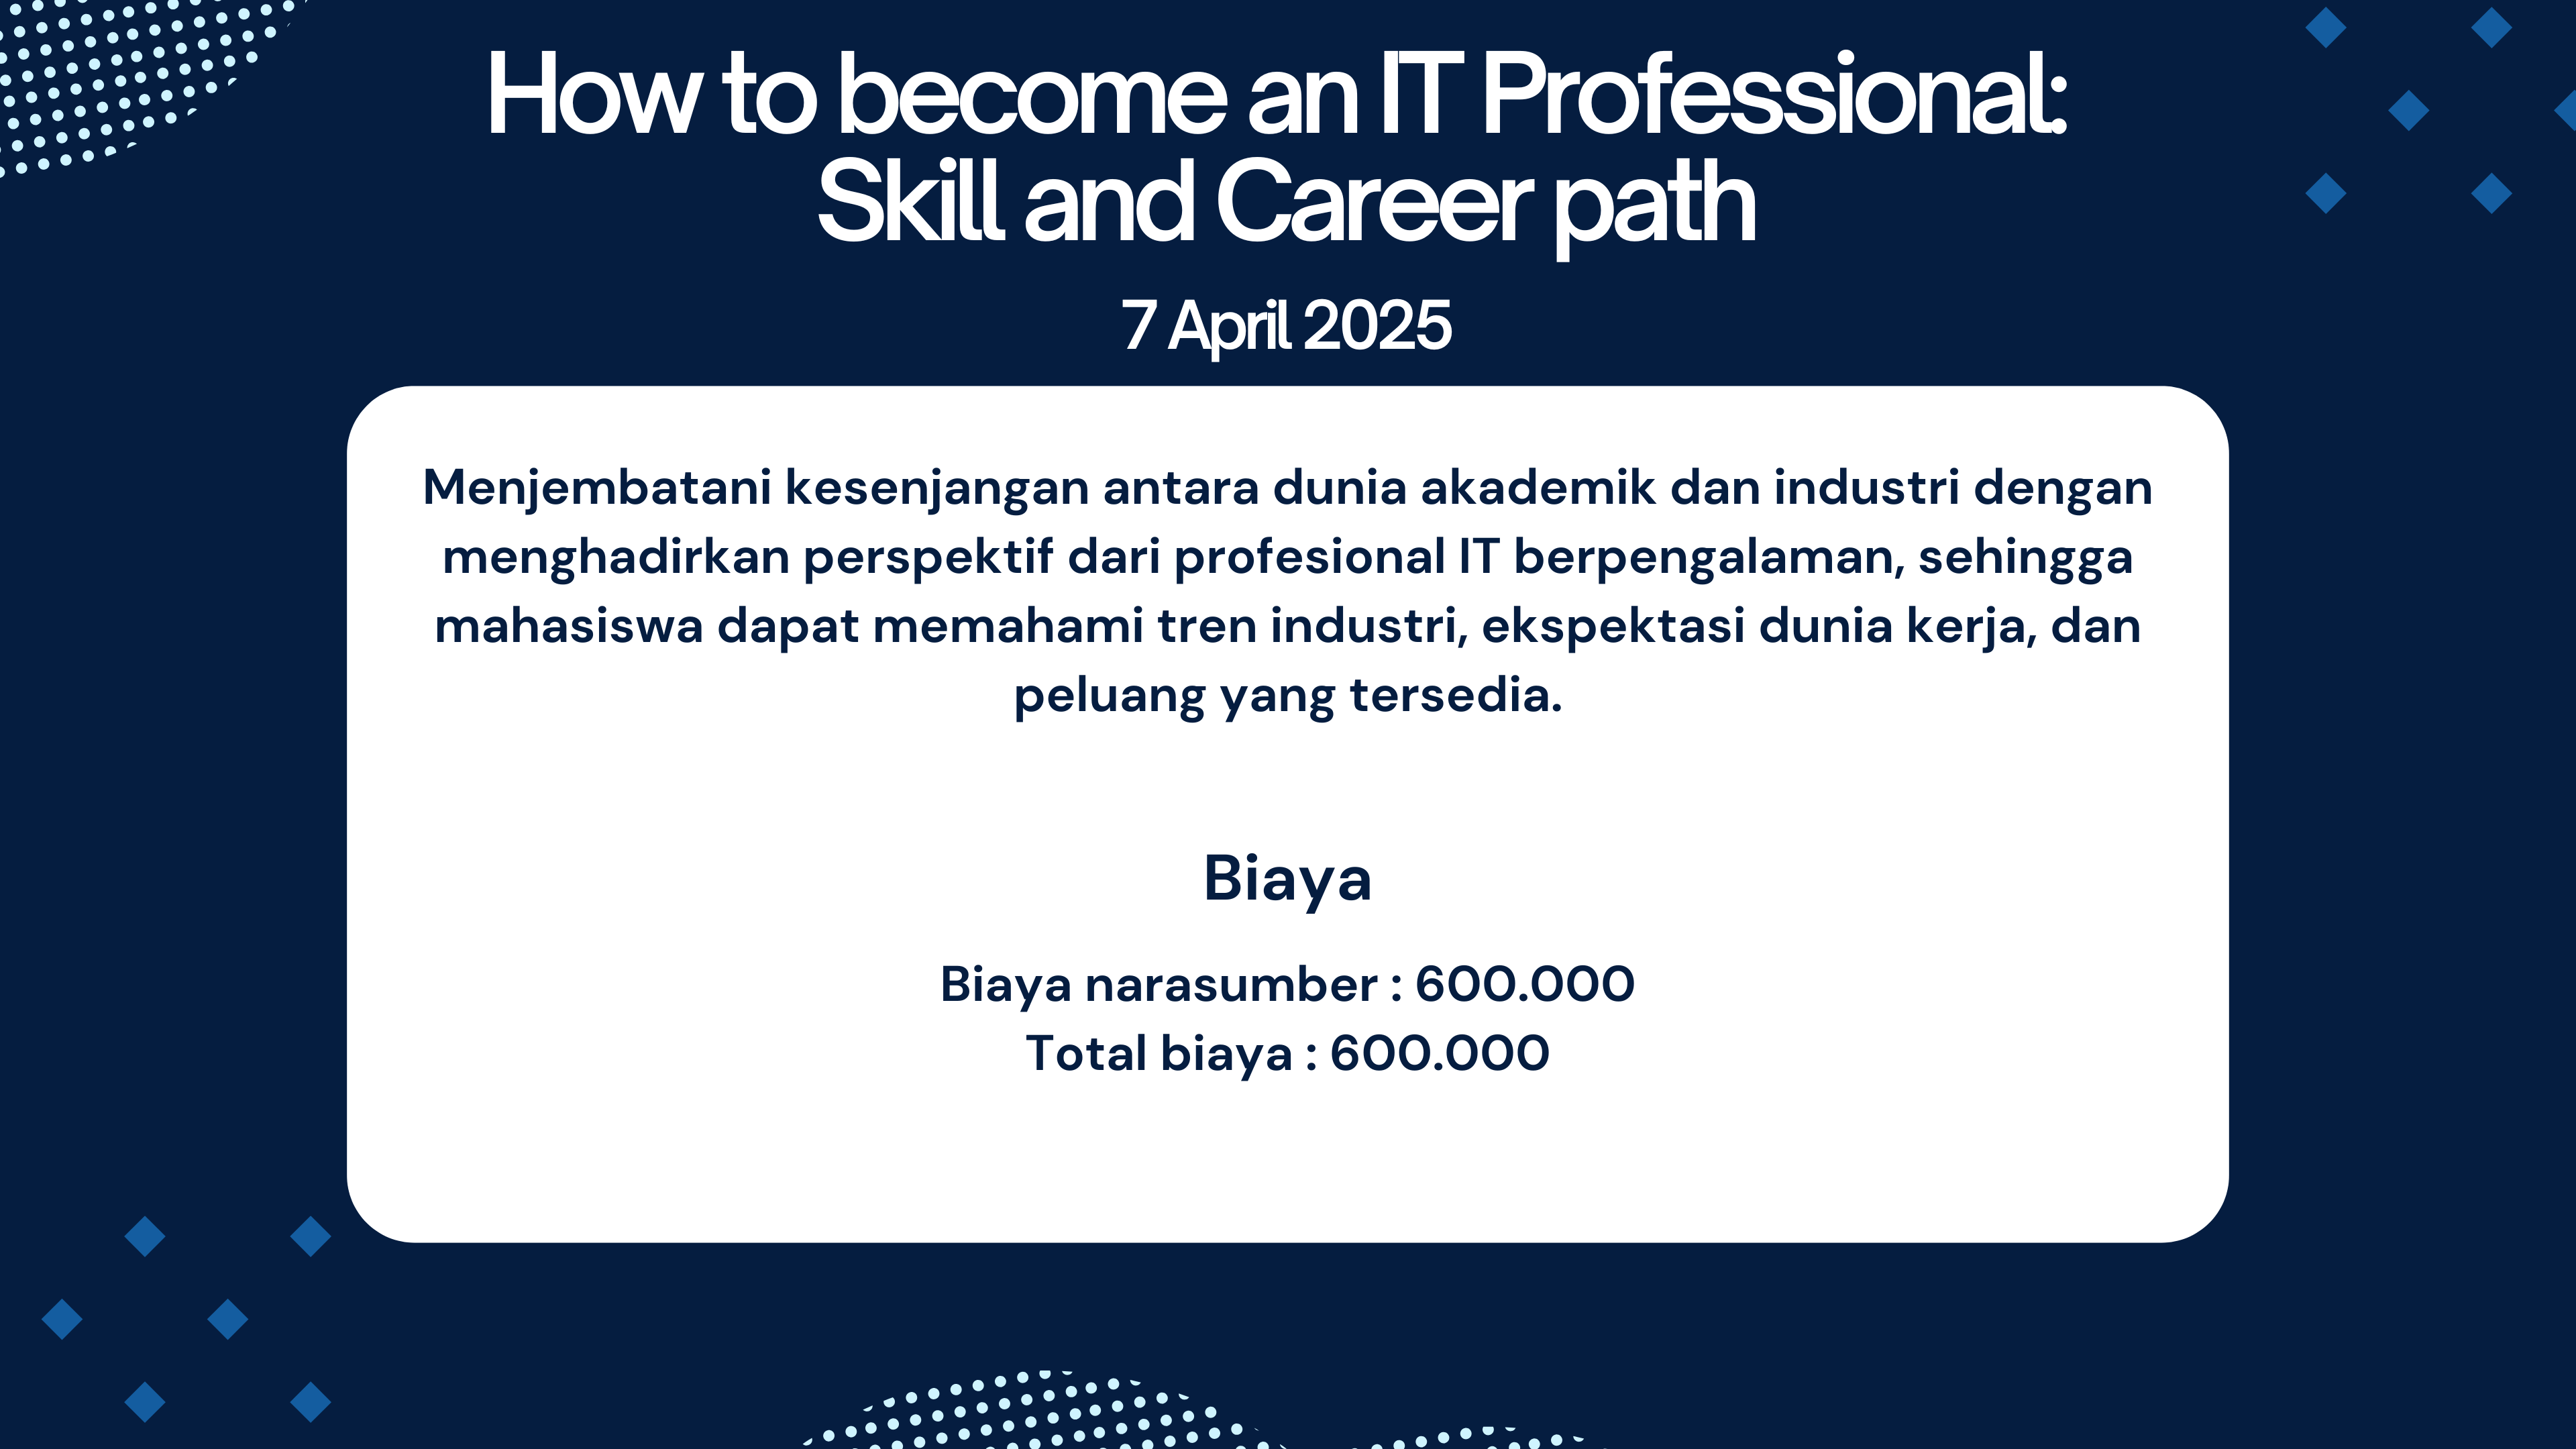 How to become an IT Professional:
Skill and Career path
7 April 2025
Menjembatani kesenjangan antara dunia akademik dan industri dengan
menghadirkan perspektif dari profesional IT berpengalaman, sehingga
mahasiswa dapat memahami tren industri, ekspektasi dunia kerja, dan
peluang yang tersedia.
Biaya
Biaya narasumber : 600.000
Total biaya : 600.000